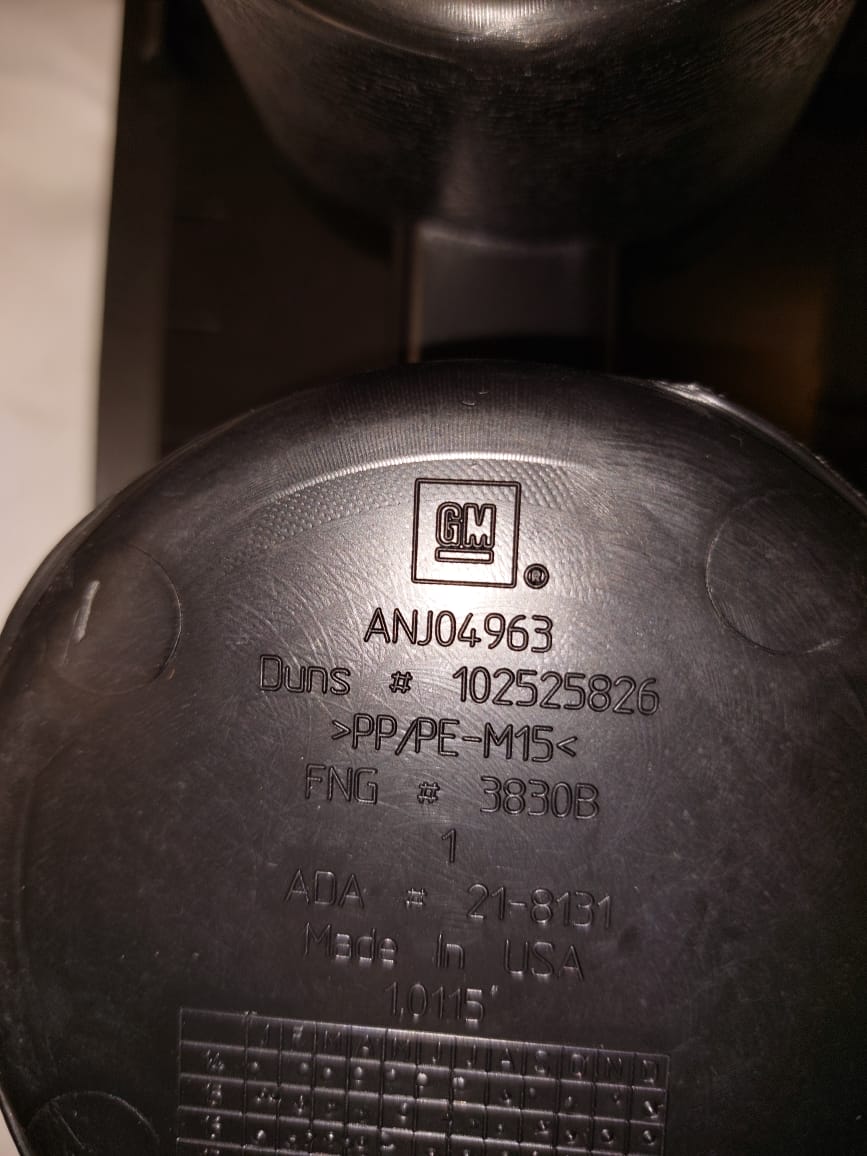 GM
®
ANJ04963
Duns # 102525826
>PP/PE-M15<
FNG # 3830B
1
ADA # 21-8131
Made In USA
1.0115"
J F M A M J J A S O N D